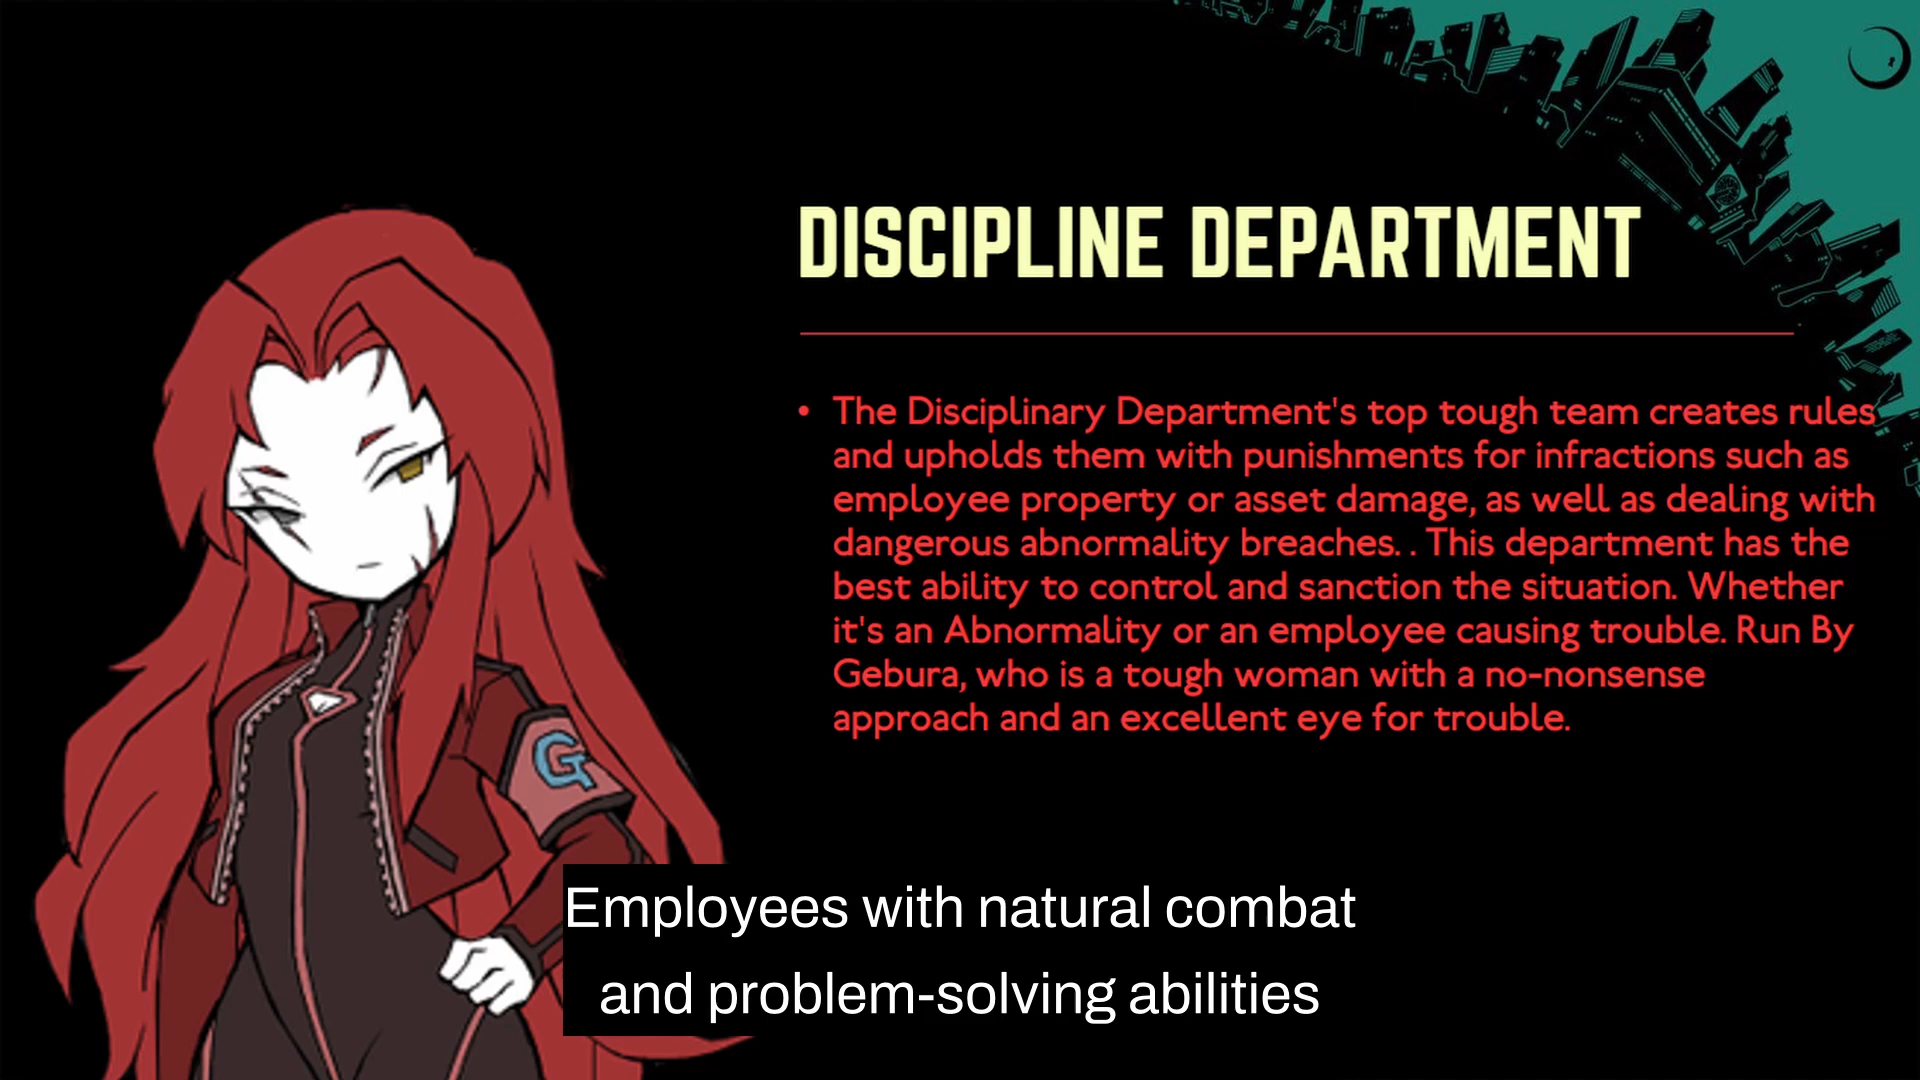 DISCIPLINE DEPARTMENT
• The Disciplinary Department's top tough team creates rules
and upholds them with punishments for infractions such as
employee property or asset damage, as well as dealing with
dangerous abnormality breaches. . This department has the
best ability to control and sanction the situation. Whether
it's an Abnormality or an employee causing trouble. Run By
Gebura, who is a tough woman with a no-nonsense
approach and an excellent eye for trouble.
G
Employees with natural combat
and problem-solving abilities